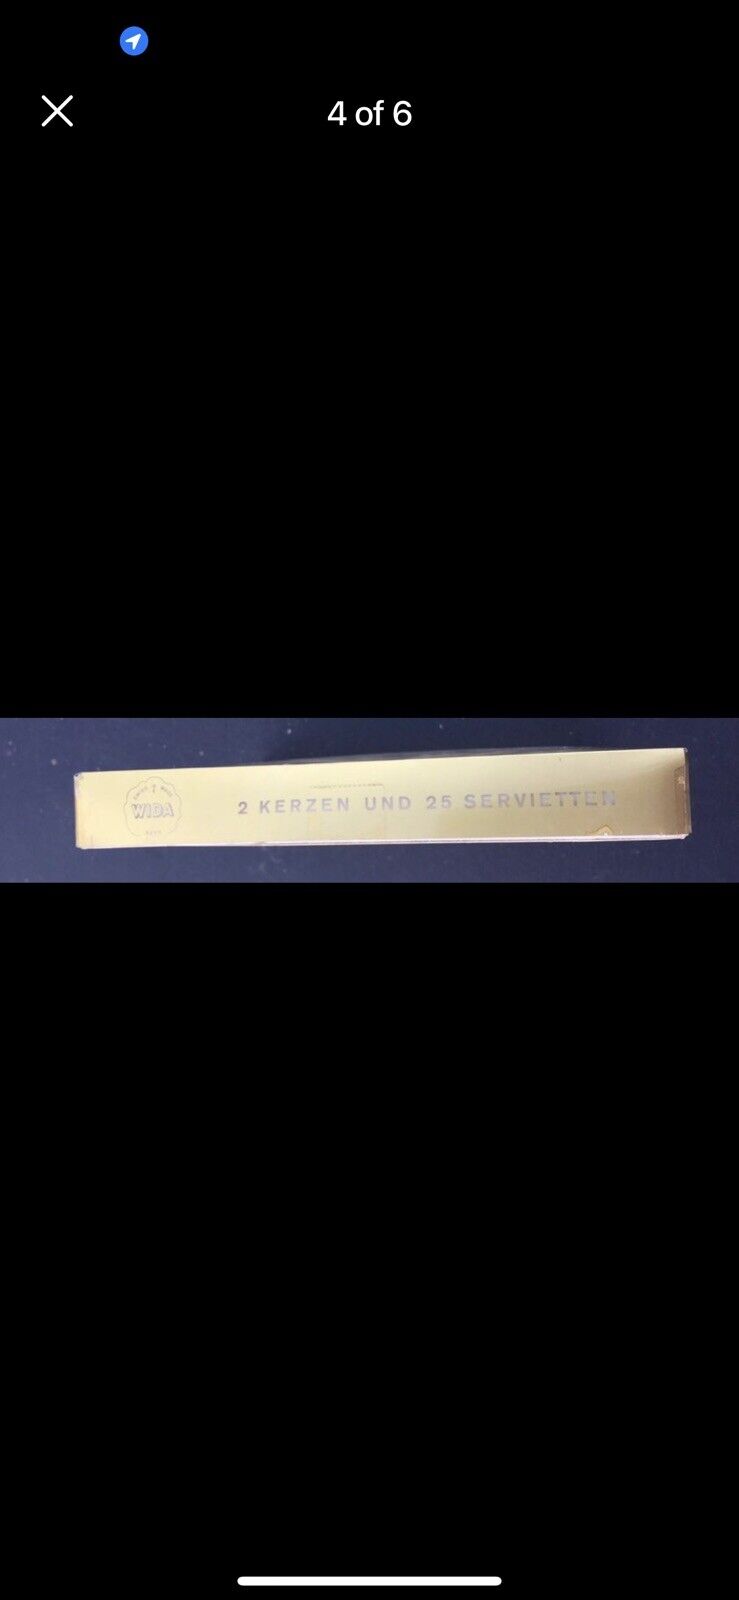 4 of 6
WIDA
2 KERZEN UND 25 SERVIETTEN